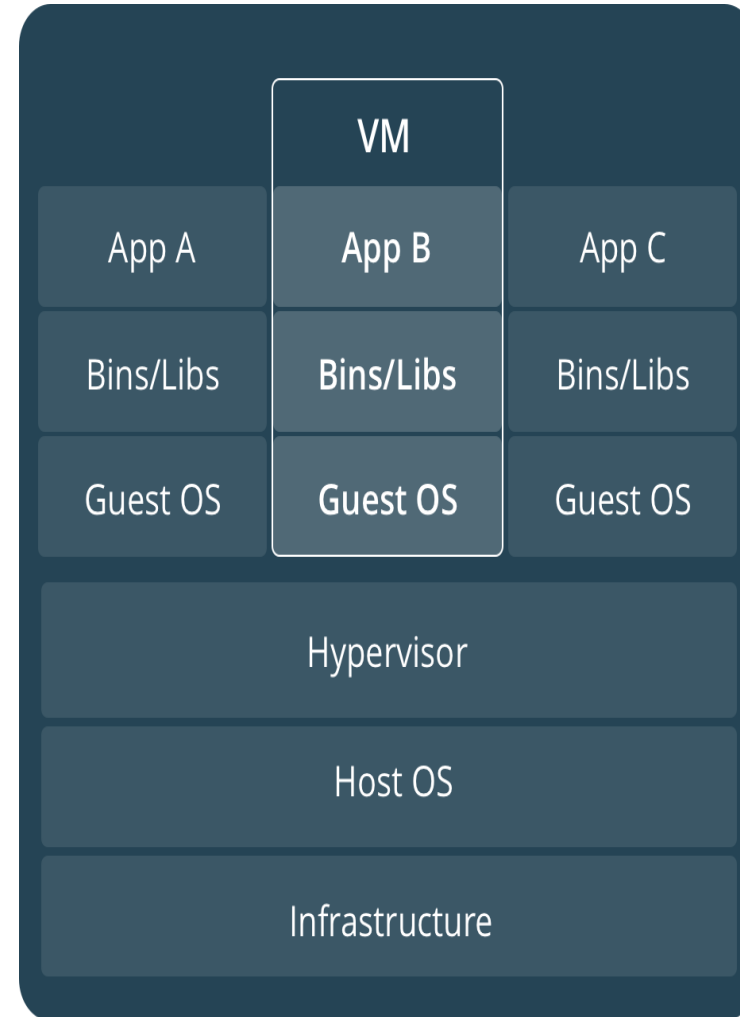 VM
App A
App B
App C
Bins/Libs
Bins/Libs
Bins/Libs
Guest OS
Guest OS
Guest OS
Hypervisor
Host OS
Infrastructure